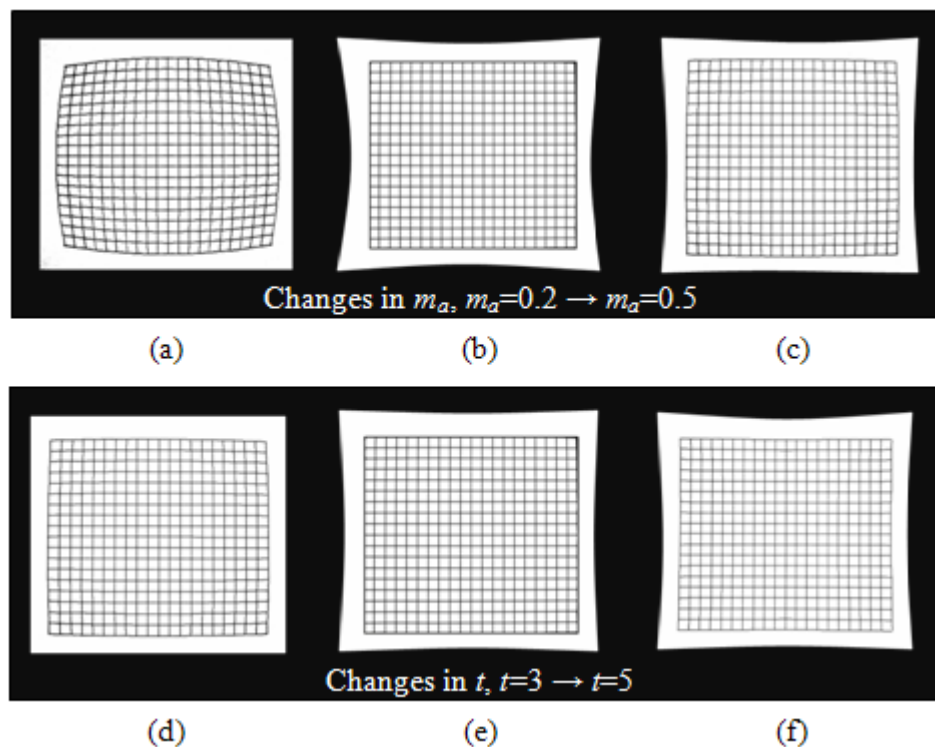 Changes in mₐ, mₐ=0.2 → mₐ=0.5
(a) (b) (c)
Changes in t, t=3 → t=5
(d) (e) (f)